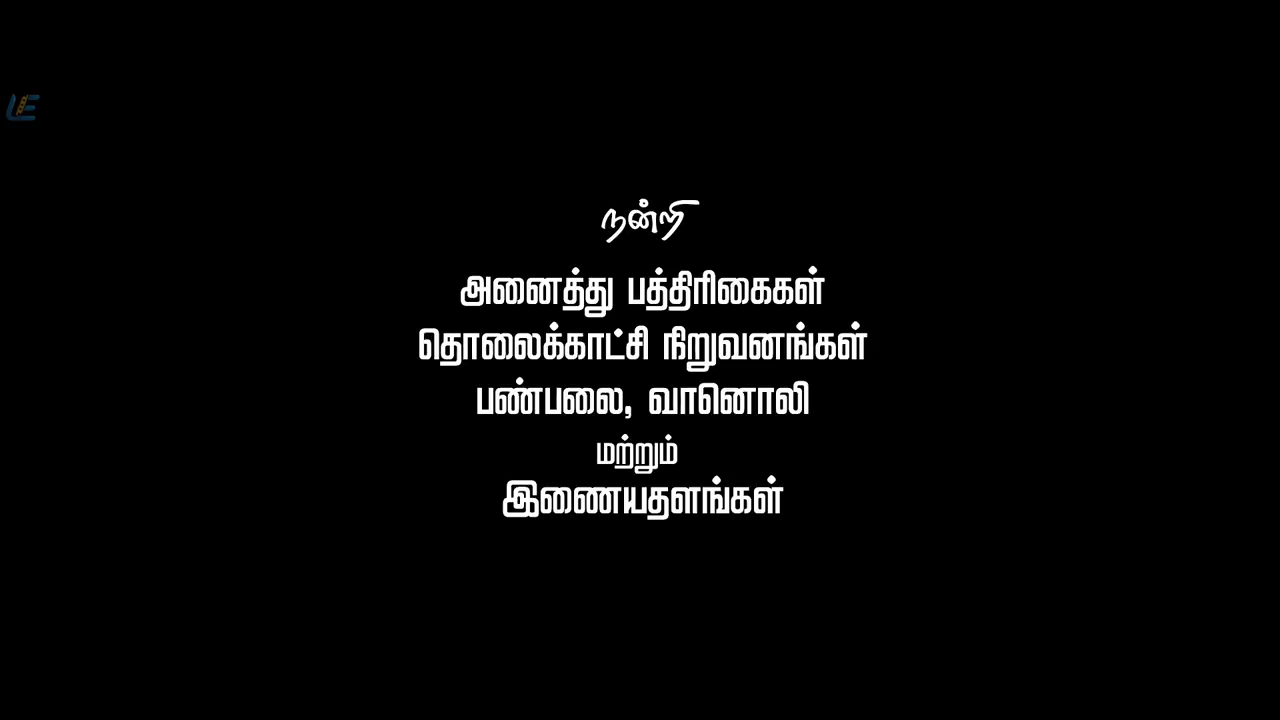 நன்றி
அனைத்து பத்திரிகைகள்
தொலைக்காட்சி நிறுவனங்கள்
பண்பலை, வானொலி
மற்றும்
இணையதளங்கள்